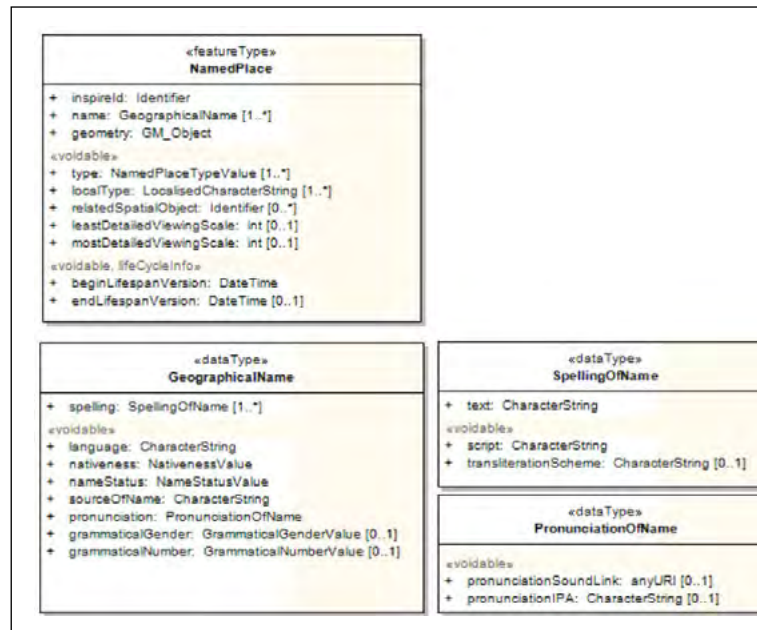 «featureType»
NamedPlace
+ inspireId: Identifier
+ name: GeographicalName [1..*]
+ geometry: GM_Object
«voidable»
+ type: NamedPlaceTypeValue [1..*]
+ localType: LocalisedCharacterString [1..*]
+ relatedSpatialObject: Identifier [0..*]
+ leastDetailedViewingScale: int [0..1]
+ mostDetailedViewingScale: int [0..1]
«voidable, lifeCycleInfo»
+ beginLifespanVersion: DateTime
+ endLifespanVersion: DateTime [0..1]
«dataType»
GeographicalName
+ spelling: SpellingOfName [1..*]
«voidable»
+ language: CharacterString
+ nativeness: NativenessValue
+ nameStatus: NameStatusValue
+ sourceOfName: CharacterString
+ pronunciation: PronunciationOfName
+ grammaticalGender: GrammaticalGenderValue [0..1]
+ grammaticalNumber: GrammaticalNumberValue [0..1]
«dataType»
SpellingOfName
+ text: CharacterString
«voidable»
+ script: CharacterString
+ transliterationScheme: CharacterString [0..1]
«dataType»
PronunciationOfName
«voidable»
+ pronunciationSoundLink: anyURI [0..1]
+ pronunciationIPA: CharacterString [0..1]